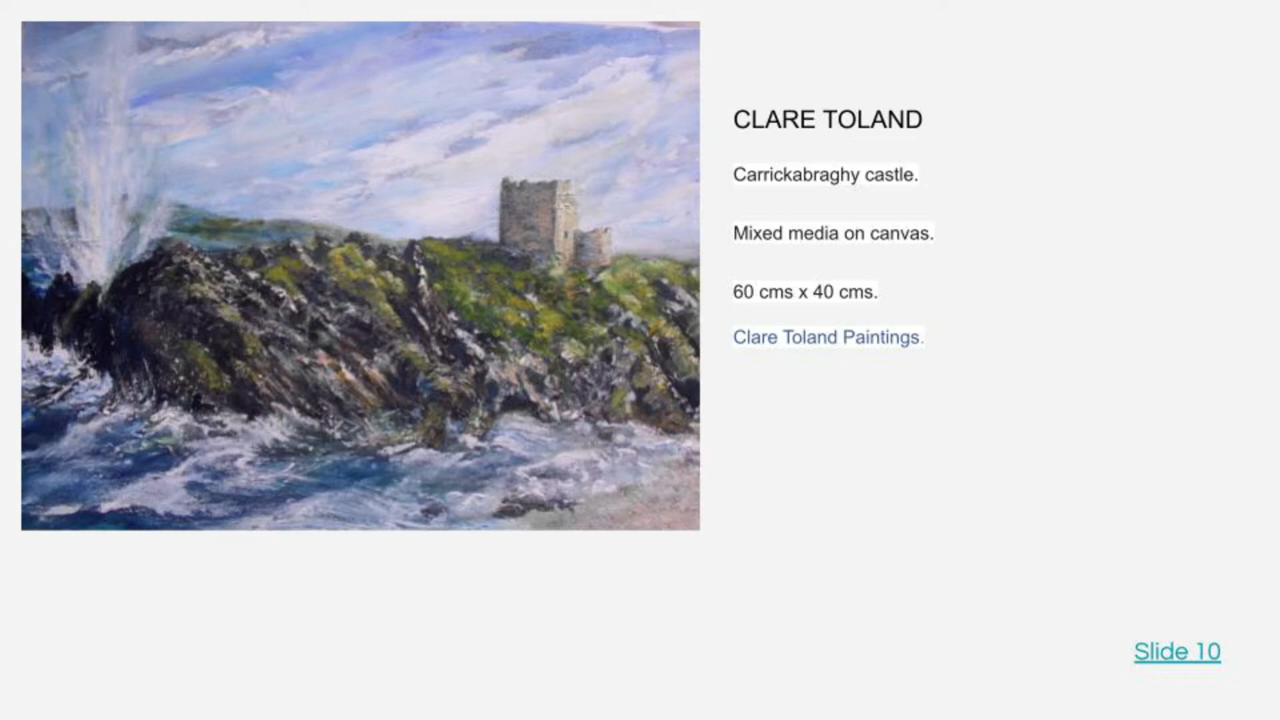 CLARE TOLAND
Carrickabraghy castle.
Mixed media on canvas.
60 cms x 40 cms.
Clare Toland Paintings.
Slide 10